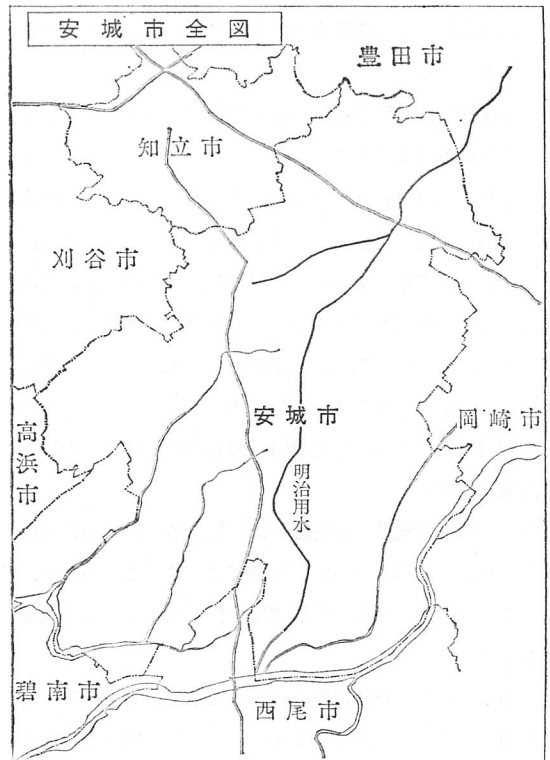 安城市全図
豊田市
知立市
刈谷市
安城市
岡崎市
高浜市
明治用水
碧南市
西尾市